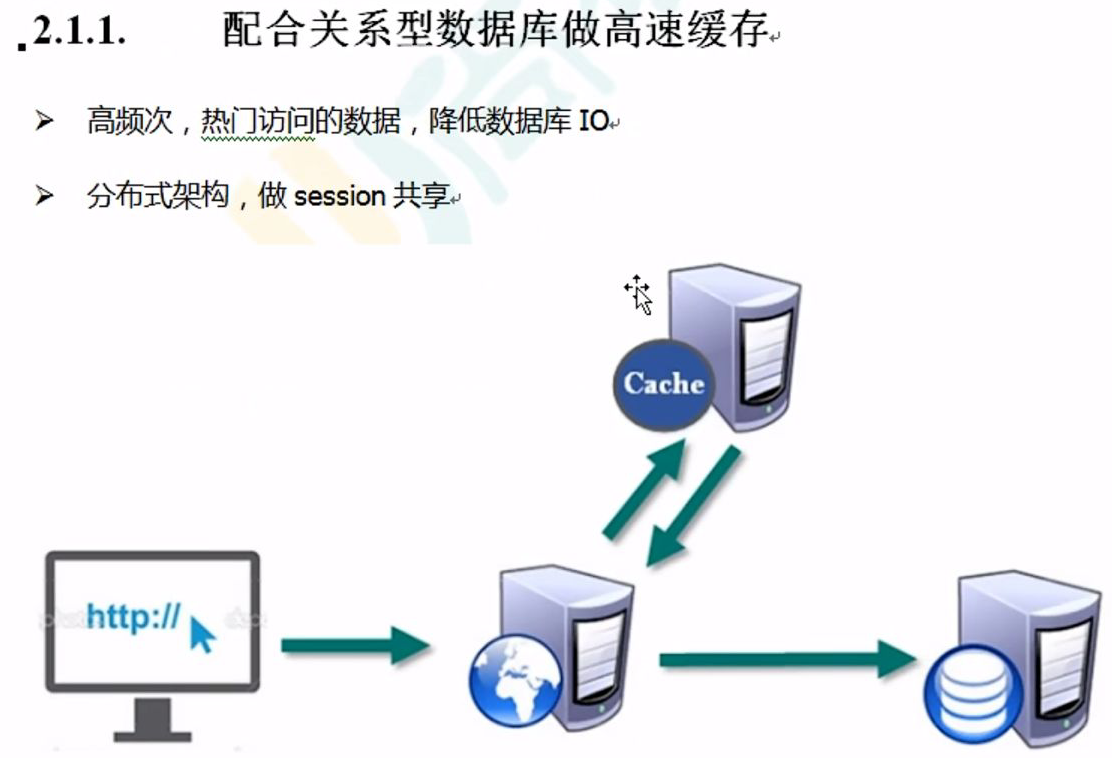 2.1.1. 配合关系型数据库做高速缓存
➢ 高频次，热门访问的数据，降低数据库 IO
➢ 分布式架构，做 session 共享
Cache
http://